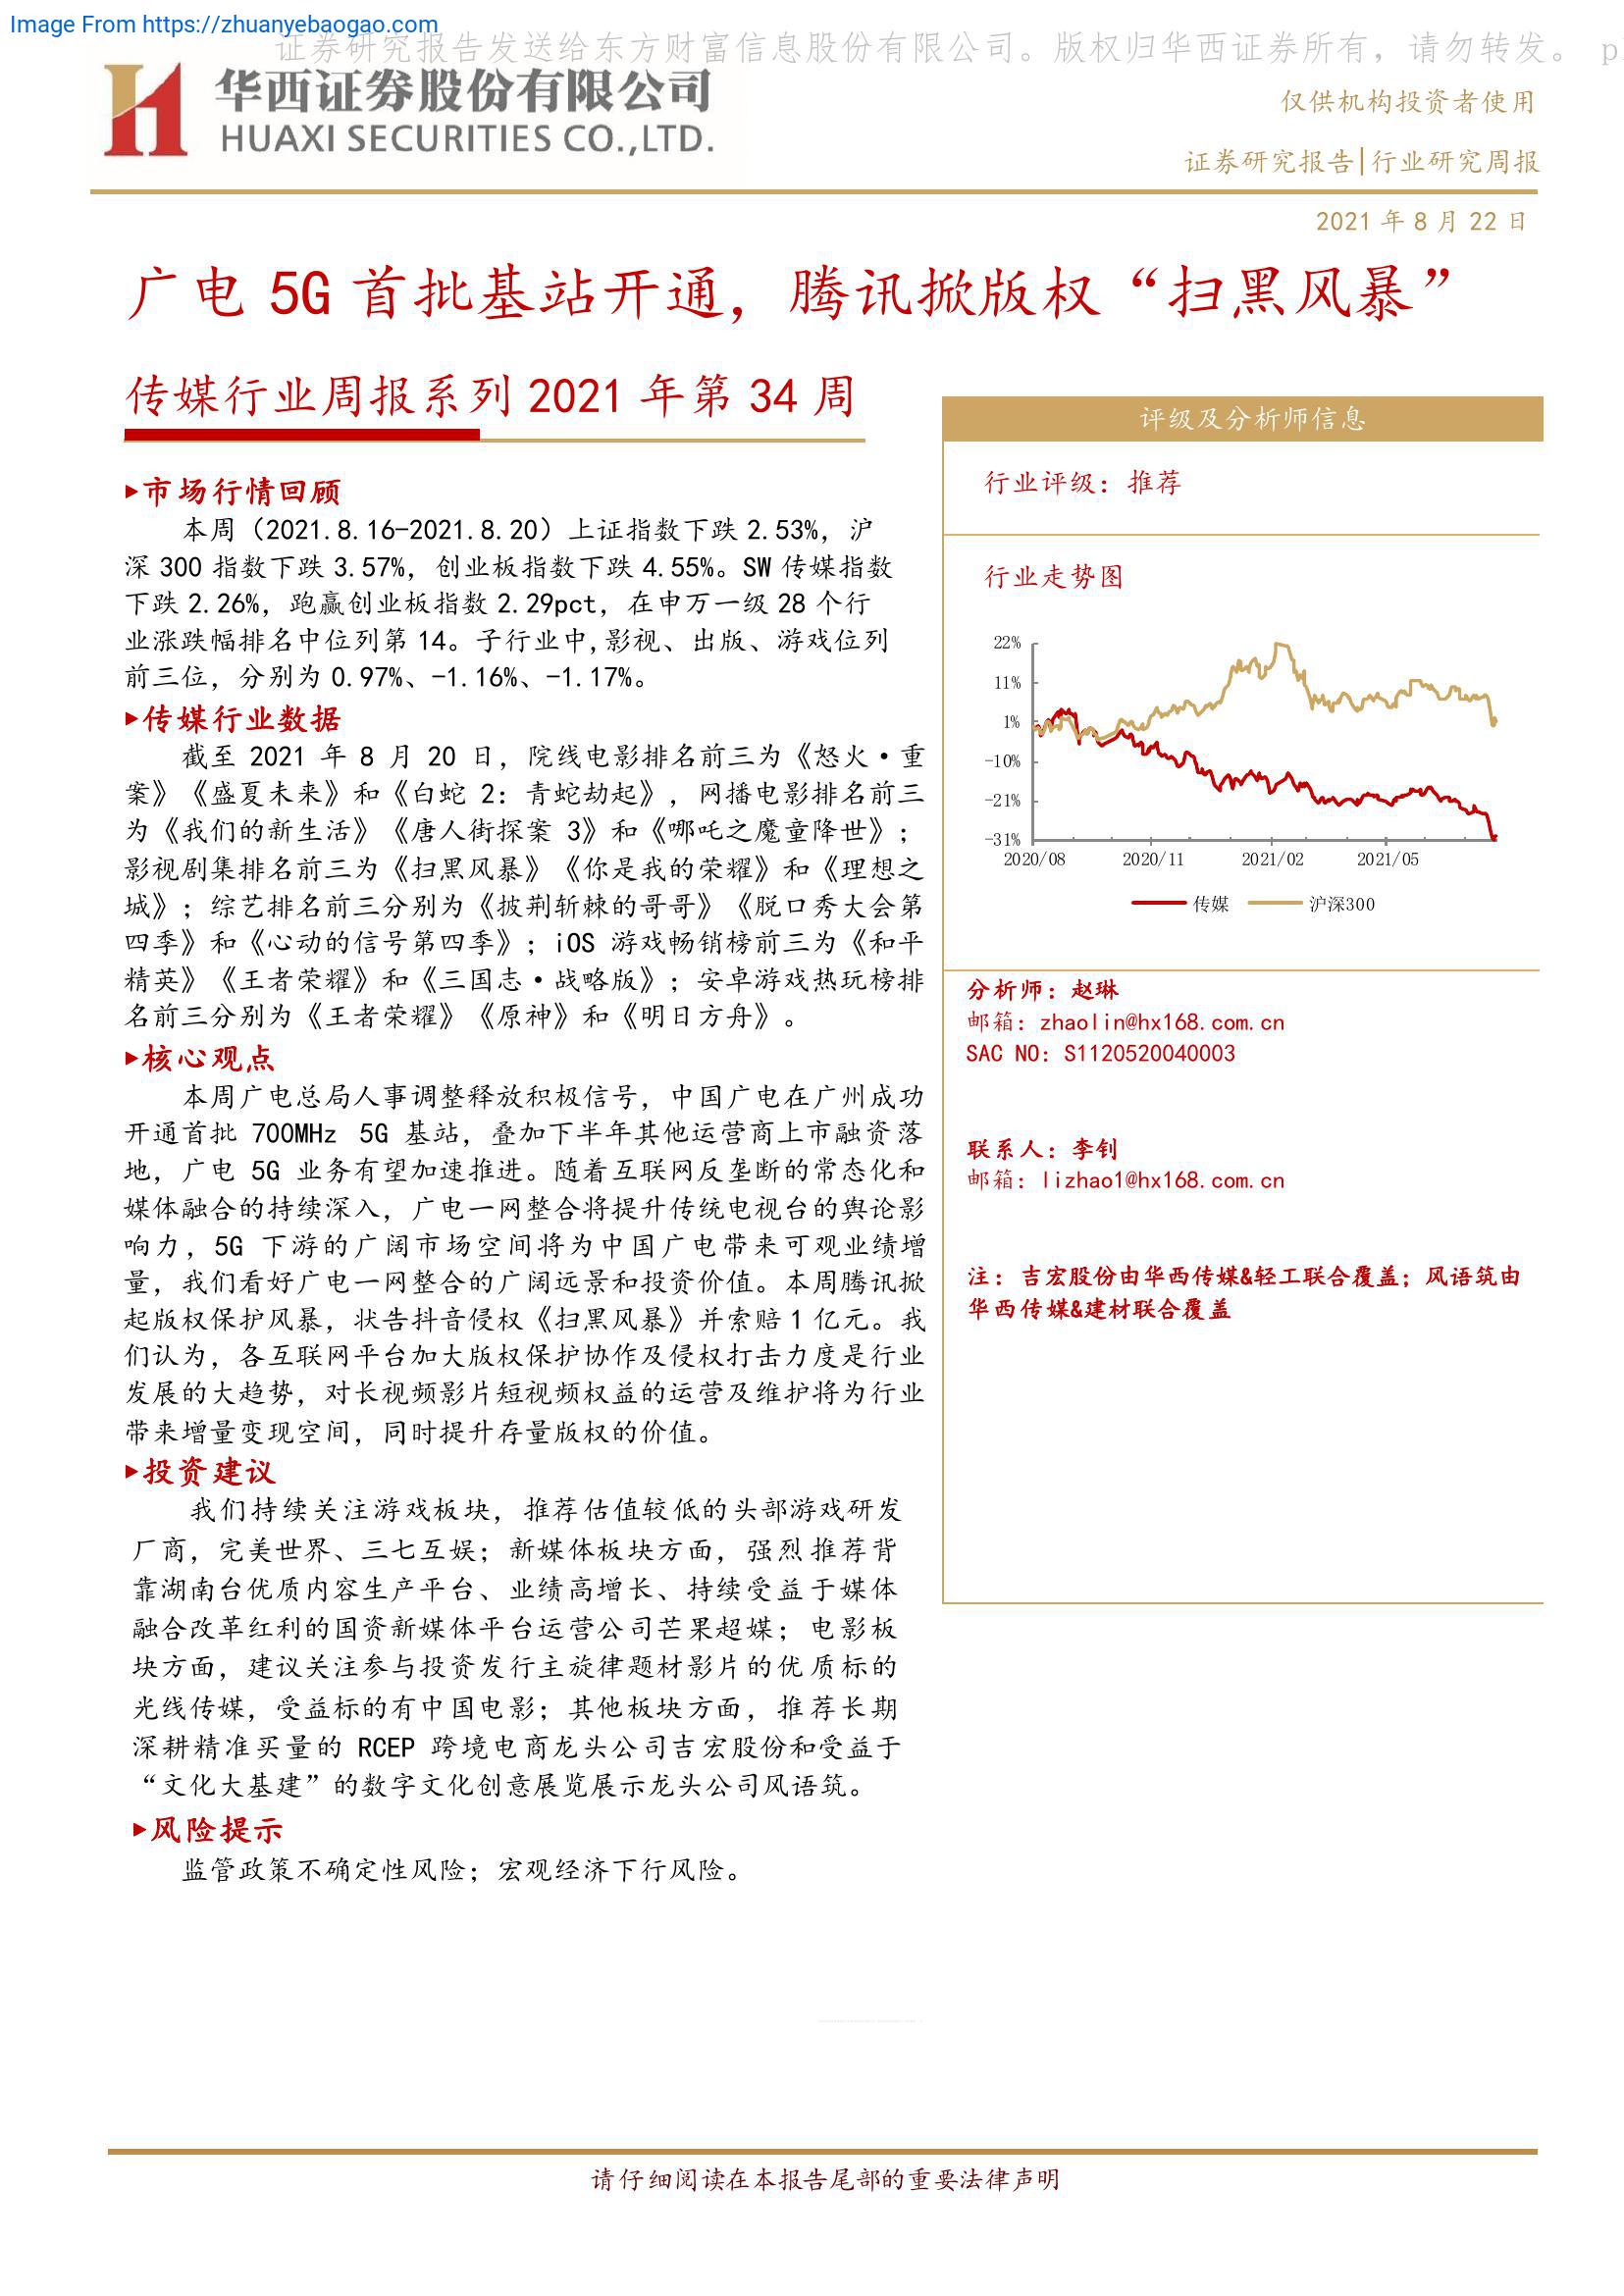 Image From https://zhuanyebaogao.com
证券研究报告发送给东方财富信息股份有限公司。版权归华西证券所有，请勿转发。 p
华西证券股份有限公司
HUAXI SECURITIES CO.,LTD.
仅供机构投资者使用
证券研究报告|行业研究周报
2021 年 8 月 22 日
广电 5G 首批基站开通，腾讯掀版权“扫黑风暴”
传媒行业周报系列 2021 年第 34 周
▸市场行情回顾
本周（2021.8.16-2021.8.20）上证指数下跌 2.53%，沪
深 300 指数下跌 3.57%，创业板指数下跌 4.55%。SW 传媒指数
下跌 2.26%，跑赢创业板指数 2.29pct，在申万一级 28 个行
业涨跌幅排名中位列第 14。子行业中,影视、出版、游戏位列
前三位，分别为 0.97%、-1.16%、-1.17%。
▸传媒行业数据
截至 2021 年 8 月 20 日，院线电影排名前三为《怒火·重
案》《盛夏未来》和《白蛇 2：青蛇劫起》，网播电影排名前三
为《我们的新生活》《唐人街探案 3》和《哪吒之魔童降世》；
影视剧集排名前三为《扫黑风暴》《你是我的荣耀》和《理想之
城》；综艺排名前三分别为《披荆斩棘的哥哥》《脱口秀大会第
四季》和《心动的信号第四季》；iOS 游戏畅销榜前三为《和平
精英》《王者荣耀》和《三国志·战略版》；安卓游戏热玩榜排
名前三分别为《王者荣耀》《原神》和《明日方舟》。
▸核心观点
本周广电总局人事调整释放积极信号，中国广电在广州成功
开通首批 700MHz 5G 基站，叠加下半年其他运营商上市融资落
地，广电 5G 业务有望加速推进。随着互联网反垄断的常态化和
媒体融合的持续深入，广电一网整合将提升传统电视台的舆论影
响力，5G 下游的广阔市场空间将为中国广电带来可观业绩增
量，我们看好广电一网整合的广阔远景和投资价值。本周腾讯掀
起版权保护风暴，状告抖音侵权《扫黑风暴》并索赔 1 亿元。我
们认为，各互联网平台加大版权保护协作及侵权打击力度是行业
发展的大趋势，对长视频影片短视频权益的运营及维护将为行业
带来增量变现空间，同时提升存量版权的价值。
▸投资建议
我们持续关注游戏板块，推荐估值较低的头部游戏研发
厂商，完美世界、三七互娱；新媒体板块方面，强烈推荐背
靠湖南台优质内容生产平台、业绩高增长、持续受益于媒体
融合改革红利的国资新媒体平台运营公司芒果超媒；电影板
块方面，建议关注参与投资发行主旋律题材影片的优质标的
光线传媒，受益标的有中国电影；其他板块方面，推荐长期
深耕精准买量的 RCEP 跨境电商龙头公司吉宏股份和受益于
“文化大基建”的数字文化创意展览展示龙头公司风语筑。
▸风险提示
监管政策不确定性风险；宏观经济下行风险。
评级及分析师信息
行业评级：推荐
行业走势图
22%
11%
1%
-10%
-21%
-31%
2020/08 2020/11 2021/02 2021/05
传媒 沪深300
分析师：赵琳
邮箱：zhaolin@hx168.com.cn
SAC NO：S1120520040003
联系人：李钊
邮箱：lizhao1@hx168.com.cn
注：吉宏股份由华西传媒&轻工联合覆盖；风语筑由
华西传媒&建材联合覆盖
请仔细阅读在本报告尾部的重要法律声明